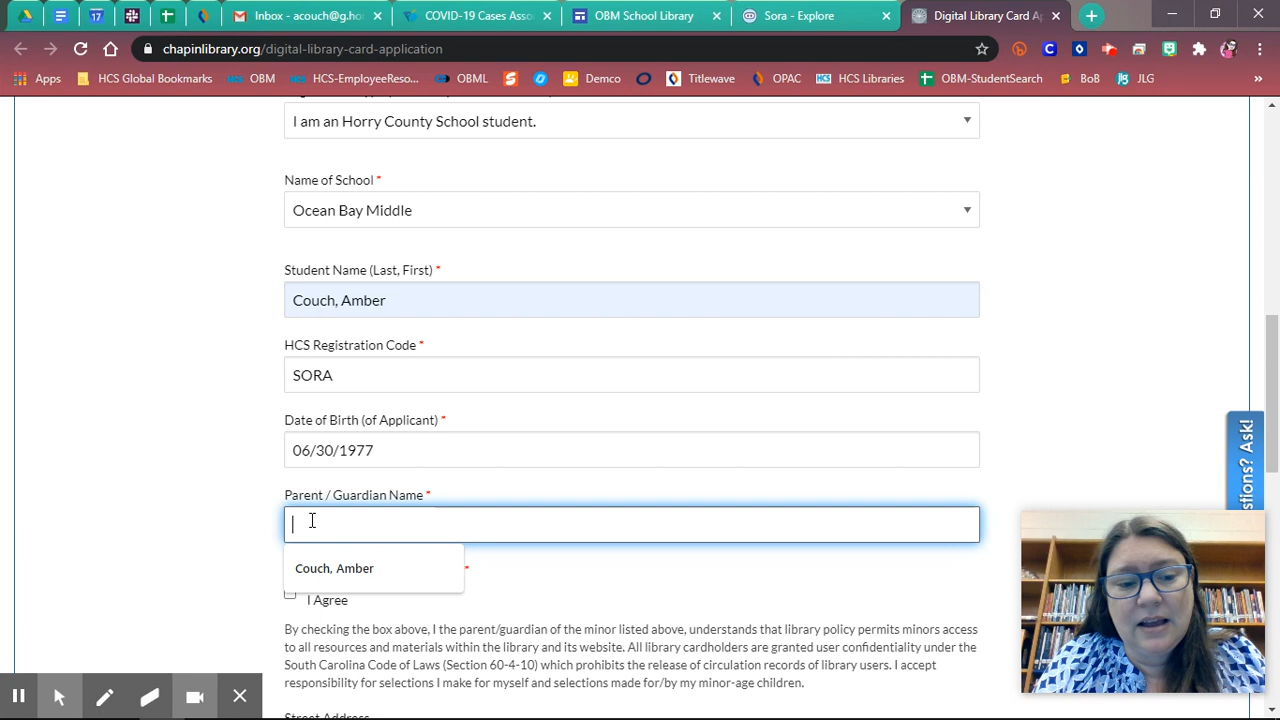 Inbox - acouch@g.ho
COVID-19 Cases Asso
OBM School Library
Sora - Explore
Digital Library Card Ap
chapinlibrary.org/digital-library-card-application
Apps
HCS Global Bookmarks
HCS
OBM
HCS-EmployeeReso...
OBML
Demco
Titlewave
OPAC
HCS
HCS Libraries
OBM-StudentSearch
BoB
JLG
»
I am an Horry County School student.
Name of School *
Ocean Bay Middle
Student Name (Last, First) *
Couch, Amber
HCS Registration Code *
SORA
Date of Birth (of Applicant) *
06/30/1977
Parent / Guardian Name *
Couch, Amber
*
I Agree
By checking the box above, I the parent/guardian of the minor listed above, understands that library policy permits minors access
to all resources and materials within the library and its website. All library cardholders are granted user confidentiality under the
South Carolina Code of Laws (Section 60-4-10) which prohibits the release of circulation records of library users. I accept
responsibility for selections I make for myself and selections made for/by my minor-age children.
Street Address
stions? Ask!